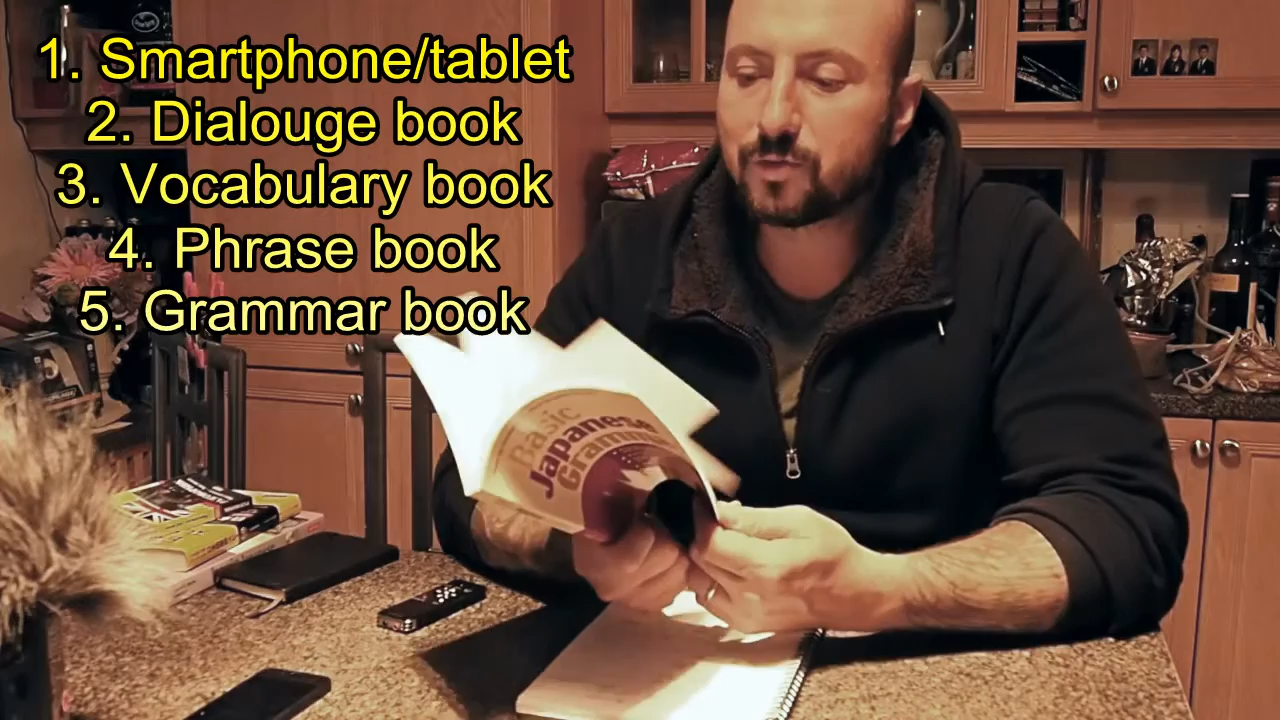 1. Smartphone/tablet
2. Dialouge book
3. Vocabulary book
4. Phrase book
5. Grammar book
Basic
Japanese
Grammar